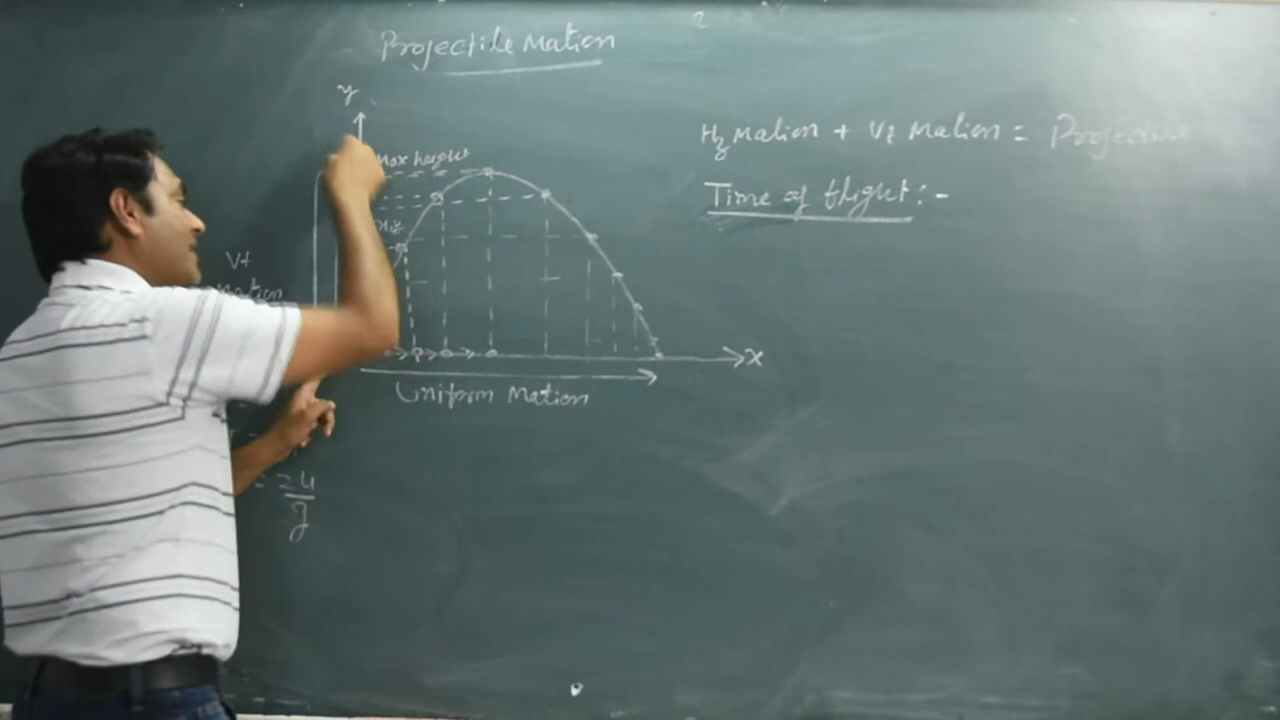 Projectile Motion
y
Max height
Vt
Motion
x
Uniform Motion
= 2u
g
Hz Motion + Vt Motion = Projectile
Time of flight :-